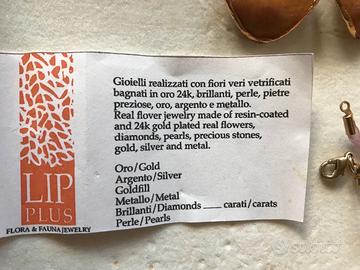 Gioielli realizzati con fiori veri vetrificati
bagnati in oro 24k, brillanti, perle, pietre
preziose, oro, argento e metallo.
Real flover jewelry made of resin-coated
and 24k gold plated real flowers,
diamonds, pearls, precious stones,
gold, silver and metal.
Oro/Gold
Argento/Silver
Goldfill
Metallo/Metal
Brillanti/Diamonds ____ carati/carats
Perle/Pearls
LIP
PLUS
FLORA & FAUNA JEWELRY
subito